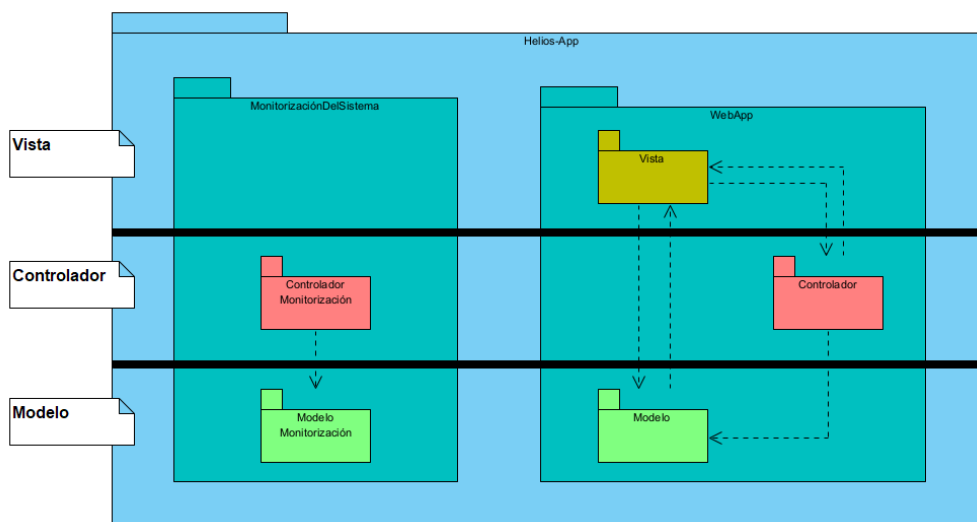 Helios-App
MonitorizaciónDelSistema
WebApp
Vista
Vista
Controlador
Controlador
Monitorización
Controlador
Modelo
Modelo
Monitorización
Modelo